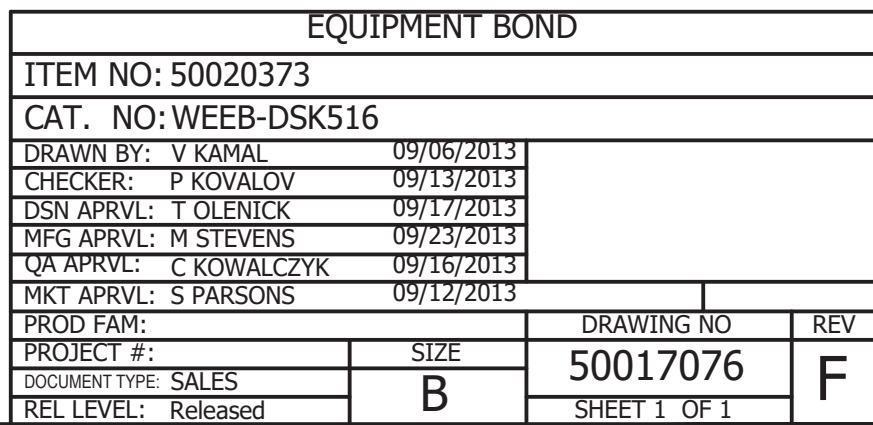 EQUIPMENT BOND
ITEM NO: 50020373
CAT. NO: WEEB-DSK516
DRAWN BY: V KAMAL 09/06/2013
CHECKER: P KOVALOV 09/13/2013
DSN APRVL: T OLENICK 09/17/2013
MFG APRVL: M STEVENS 09/23/2013
QA APRVL: C KOWALCZYK 09/16/2013
MKT APRVL: S PARSONS 09/12/2013
PROD FAM: DRAWING NO REV
PROJECT #: SIZE 50017076 F
DOCUMENT TYPE: SALES B
REL LEVEL: Released SHEET 1 OF 1